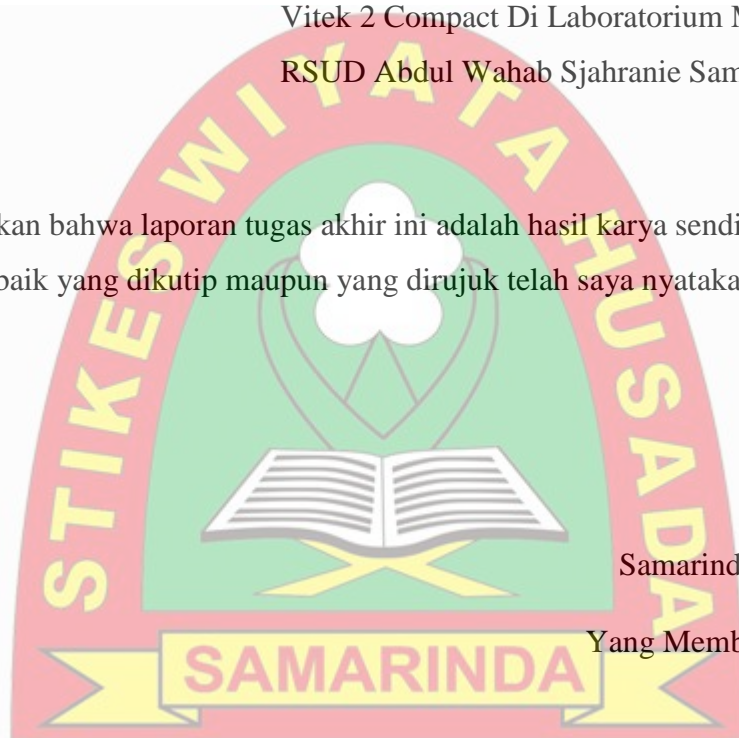 Vitek 2 Compact Di Laboratorium M
RSUD Abdul Wahab Sjahranie Sam
kan bahwa laporan tugas akhir ini adalah hasil karya sendi
baik yang dikutip maupun yang dirujuk telah saya nyataka
STIKES WIYATA HUSADA
Samarind
Yang Memb
SAMARINDA